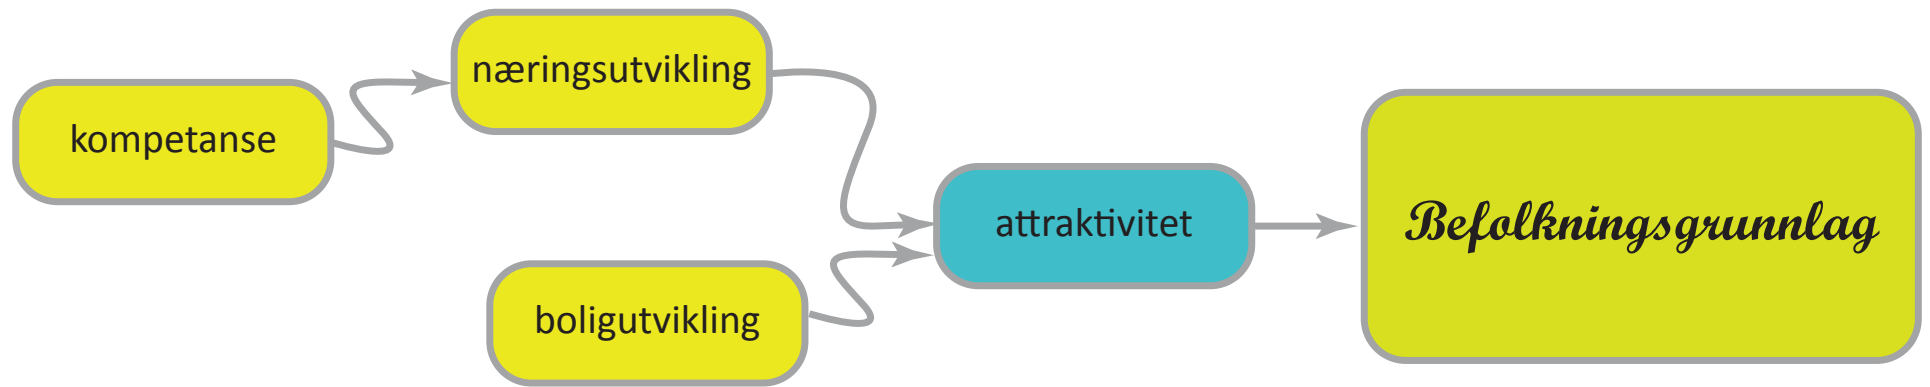 næringsutvikling
kompetanse
attraktivitet
Befolkningsgrunnlag
boligutvikling